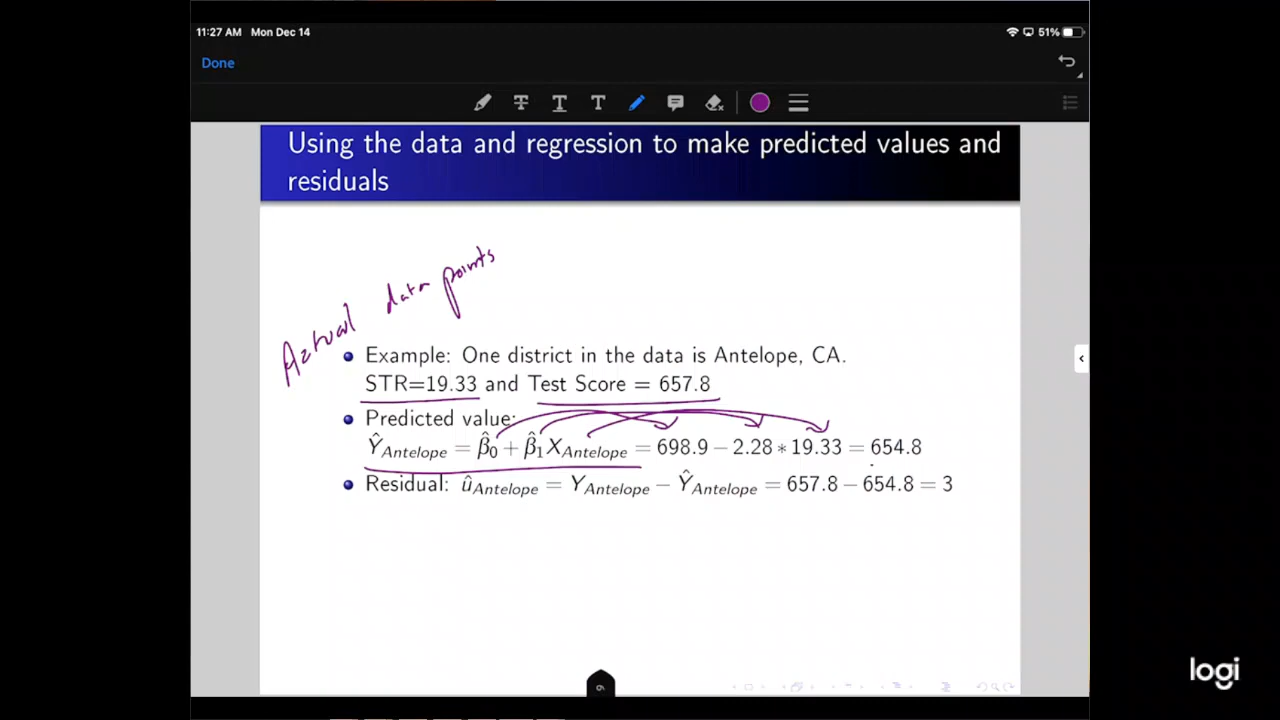 11:27 AM Mon Dec 14
51%
Done
Using the data and regression to make predicted values and
residuals
Actual data points
Example: One district in the data is Antelope, CA.
STR=19.33 and Test Score = 657.8
Predicted value:
Ŷ_Antelope = β̂₀ + β̂₁X_Antelope = 698.9 − 2.28 ∗ 19.33 = 654.8
Residual: û_Antelope = Y_Antelope − Ŷ_Antelope = 657.8 − 654.8 = 3
logi